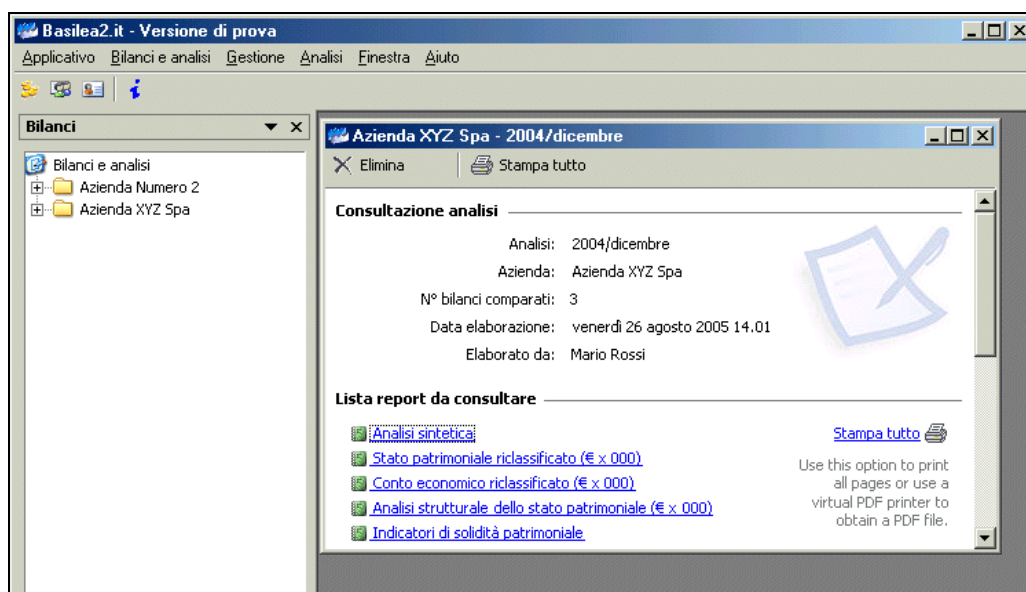 Basilea2.it - Versione di prova
Applicativo Bilanci e analisi Gestione Analisi Finestra Aiuto
Bilanci
Bilanci e analisi
Azienda Numero 2
Azienda XYZ Spa
Azienda XYZ Spa - 2004/dicembre
Elimina Stampa tutto
Consultazione analisi
Analisi: 2004/dicembre
Azienda: Azienda XYZ Spa
N° bilanci comparati: 3
Data elaborazione: venerdì 26 agosto 2005 14.01
Elaborato da: Mario Rossi
Lista report da consultare
Analisi sintetica
Stato patrimoniale riclassificato (€ x 000)
Conto economico riclassificato (€ x 000)
Analisi strutturale dello stato patrimoniale (€ x 000)
Indicatori di solidità patrimoniale
Stampa tutto
Use this option to print
all pages or use a
virtual PDF printer to
obtain a PDF file.